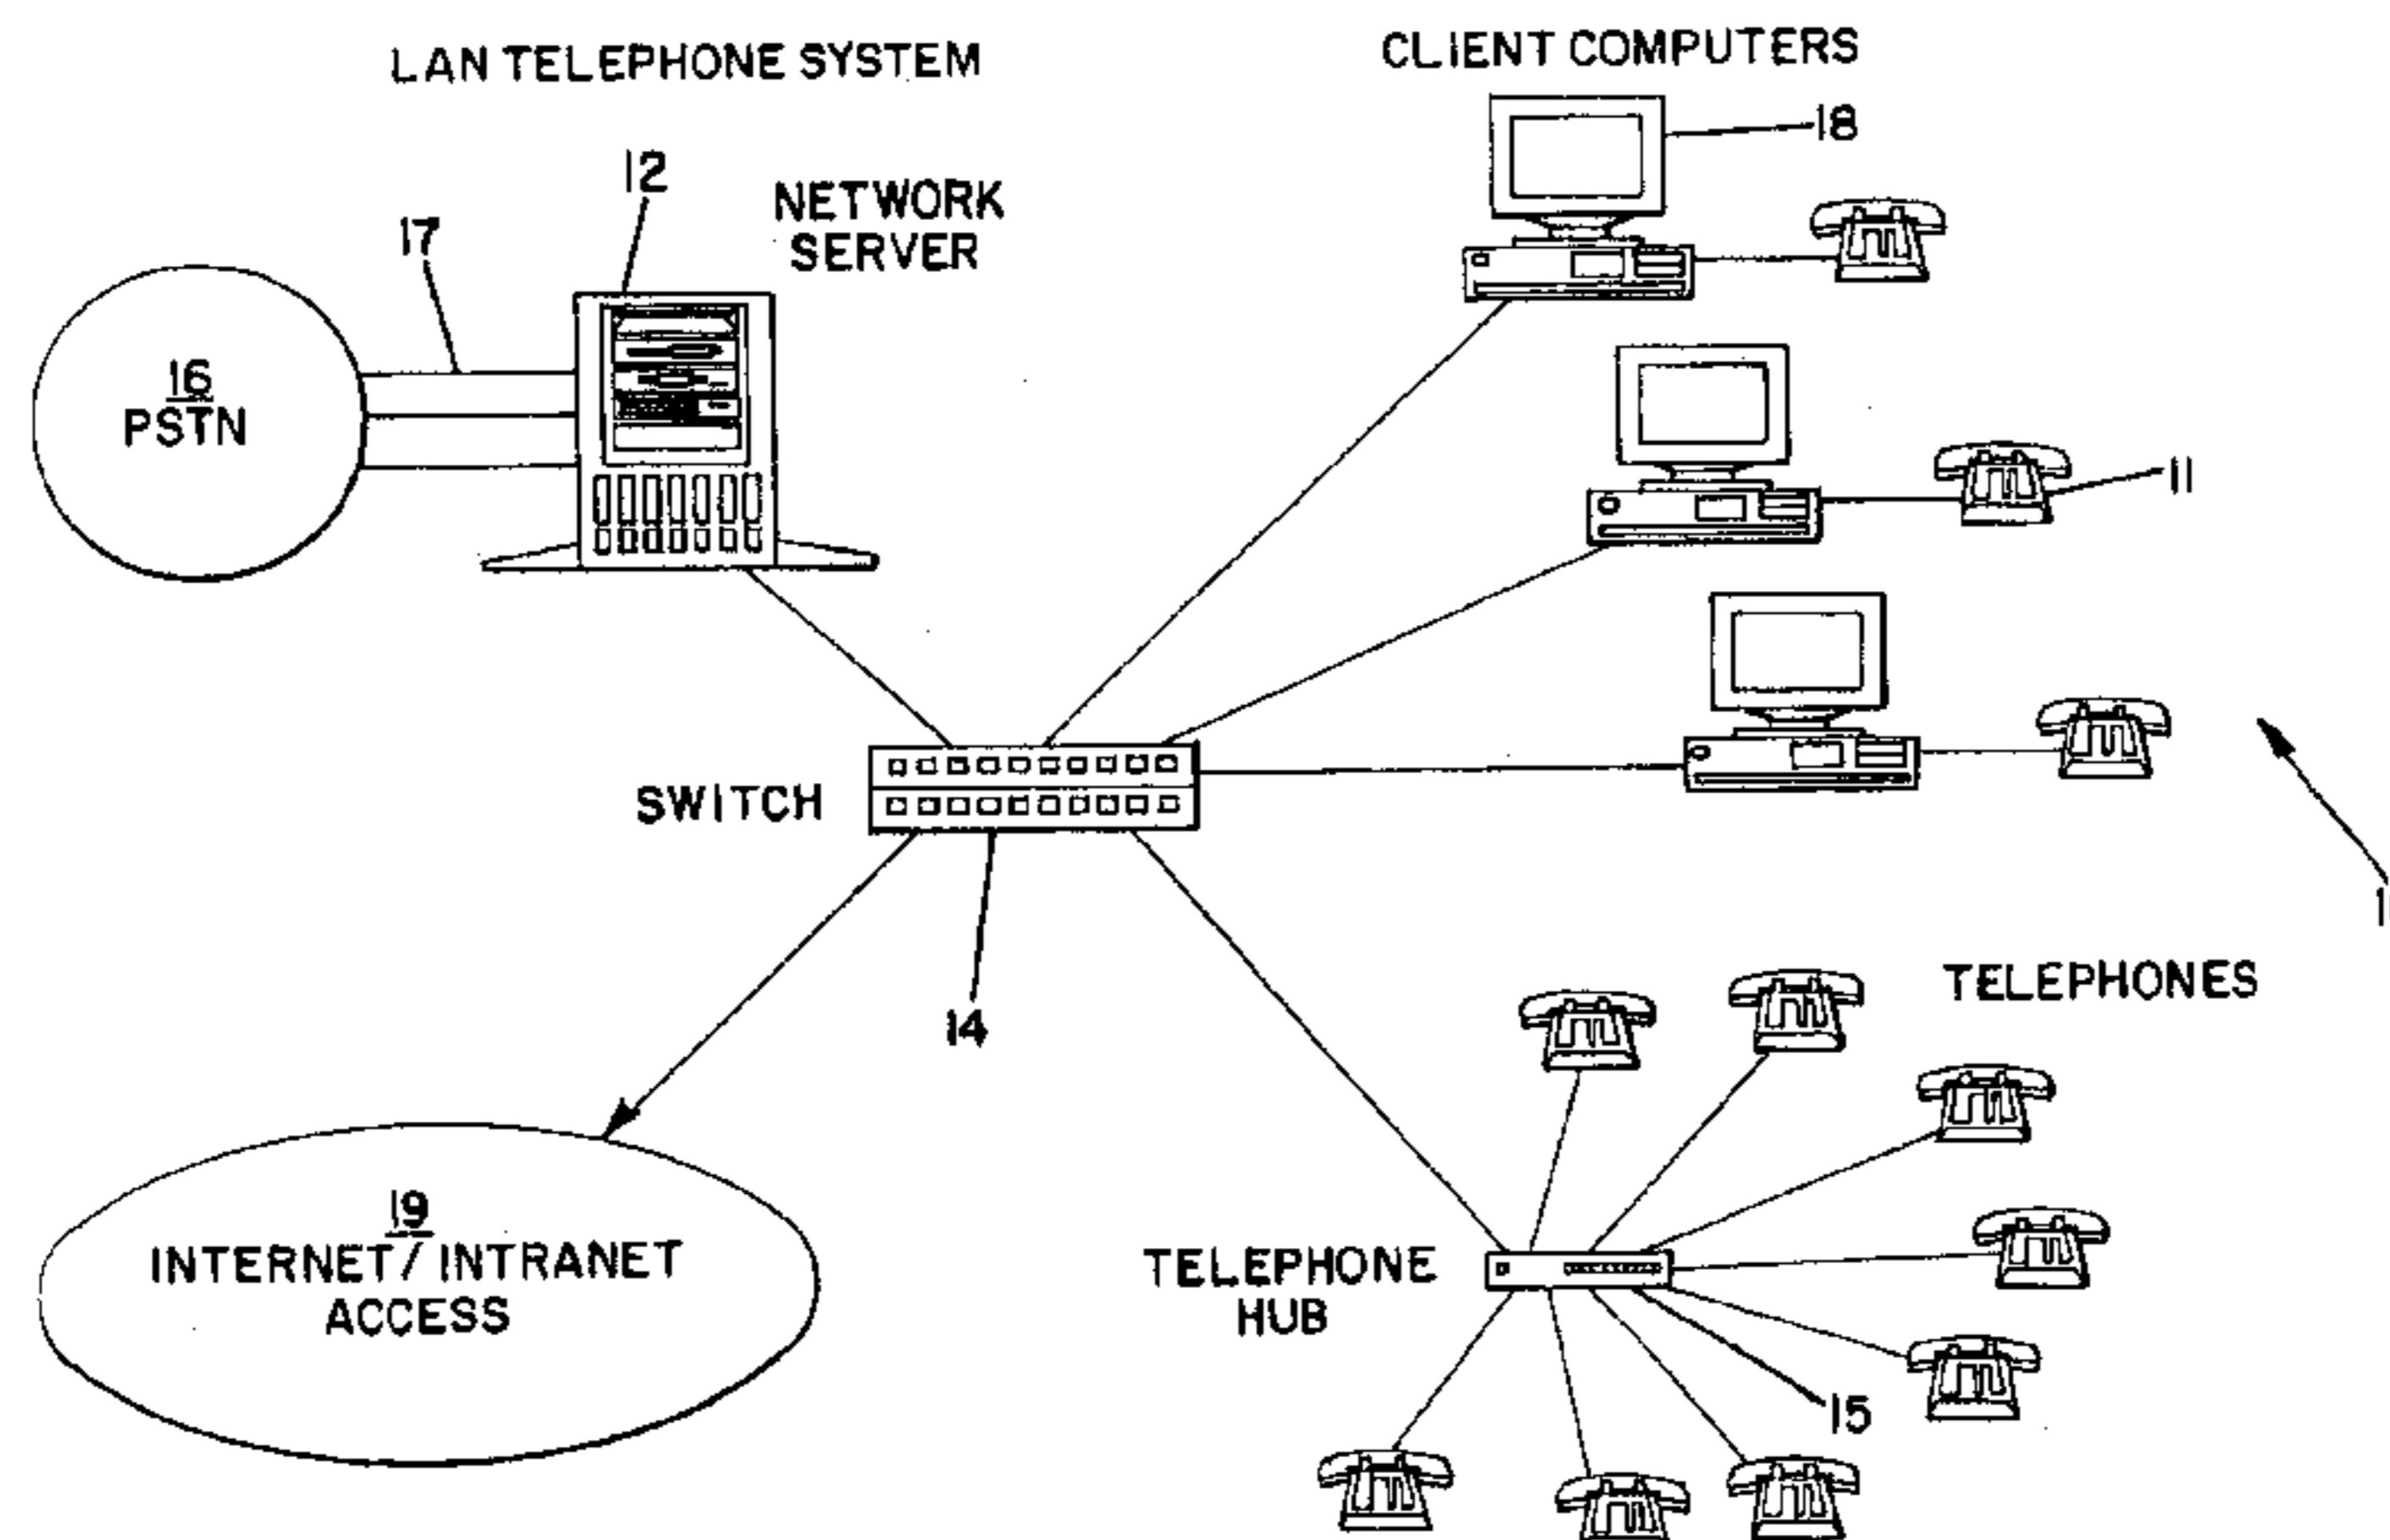 LAN TELEPHONE SYSTEM
CLIENT COMPUTERS
18
12
NETWORK
SERVER
17
16
PSTN
11
SWITCH
14
TELEPHONES
19
INTERNET/INTRANET
ACCESS
TELEPHONE
HUB
15